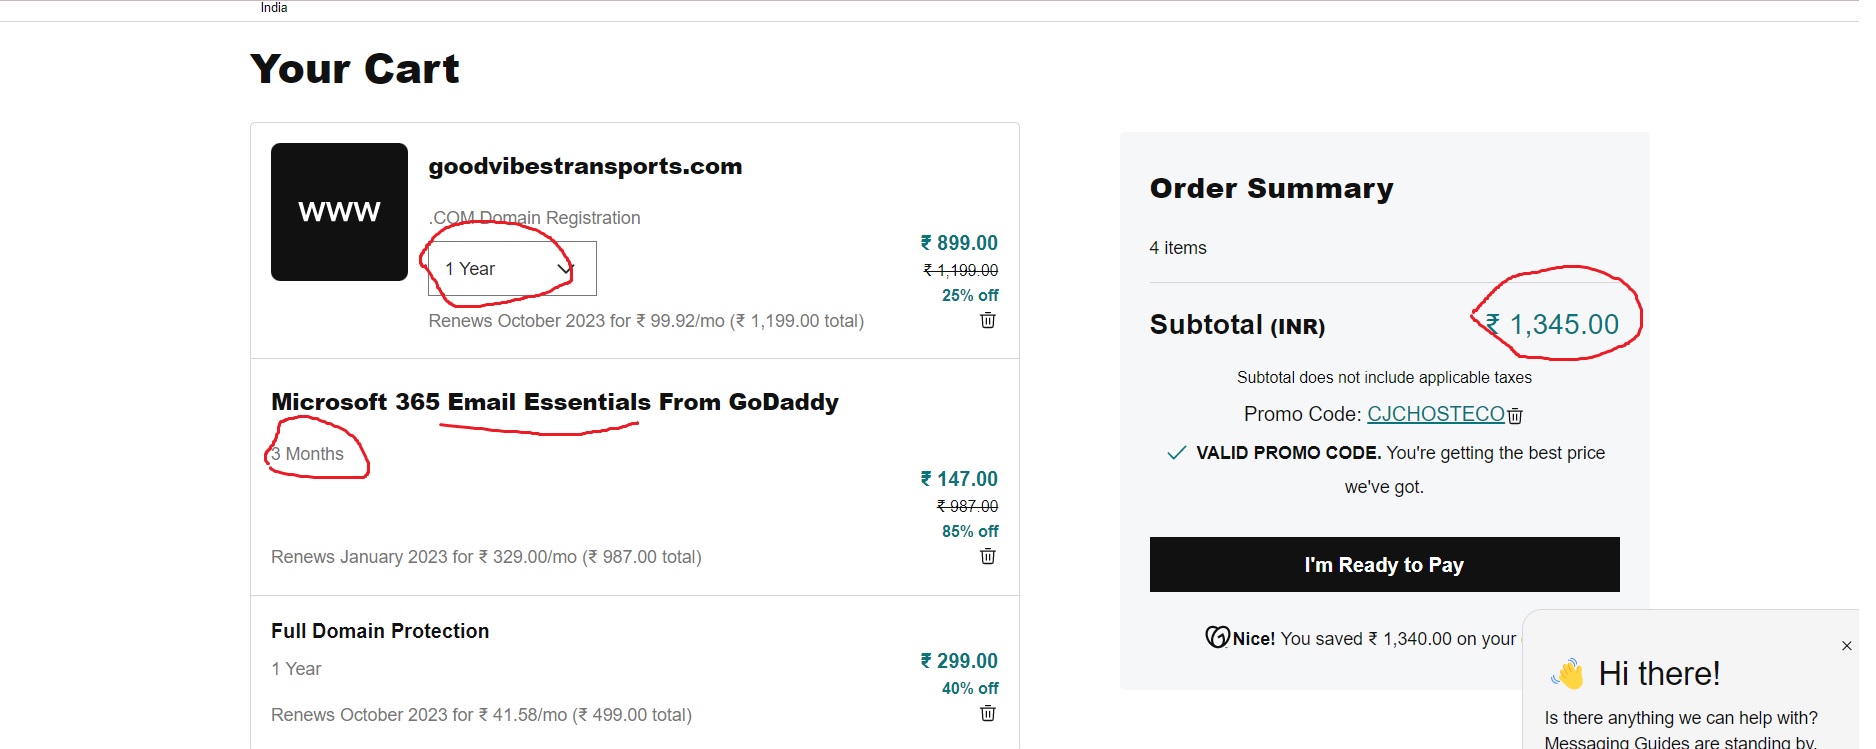 India
Your Cart
www
goodvibestransports.com
.COM Domain Registration
1 Year
₹ 899.00
₹ 1,199.00
25% off
Renews October 2023 for ₹ 99.92/mo (₹ 1,199.00 total)
Microsoft 365 Email Essentials From GoDaddy
3 Months
₹ 147.00
₹ 987.00
85% off
Renews January 2023 for ₹ 329.00/mo (₹ 987.00 total)
Full Domain Protection
1 Year
₹ 299.00
40% off
Renews October 2023 for ₹ 41.58/mo (₹ 499.00 total)
Order Summary
4 items
Subtotal (INR)
₹ 1,345.00
Subtotal does not include applicable taxes
Promo Code: CJCHOSTECO
VALID PROMO CODE. You're getting the best price
we've got.
I'm Ready to Pay
Nice! You saved ₹ 1,340.00 on your
Hi there!
Is there anything we can help with?
Messaging Guides are standing by.